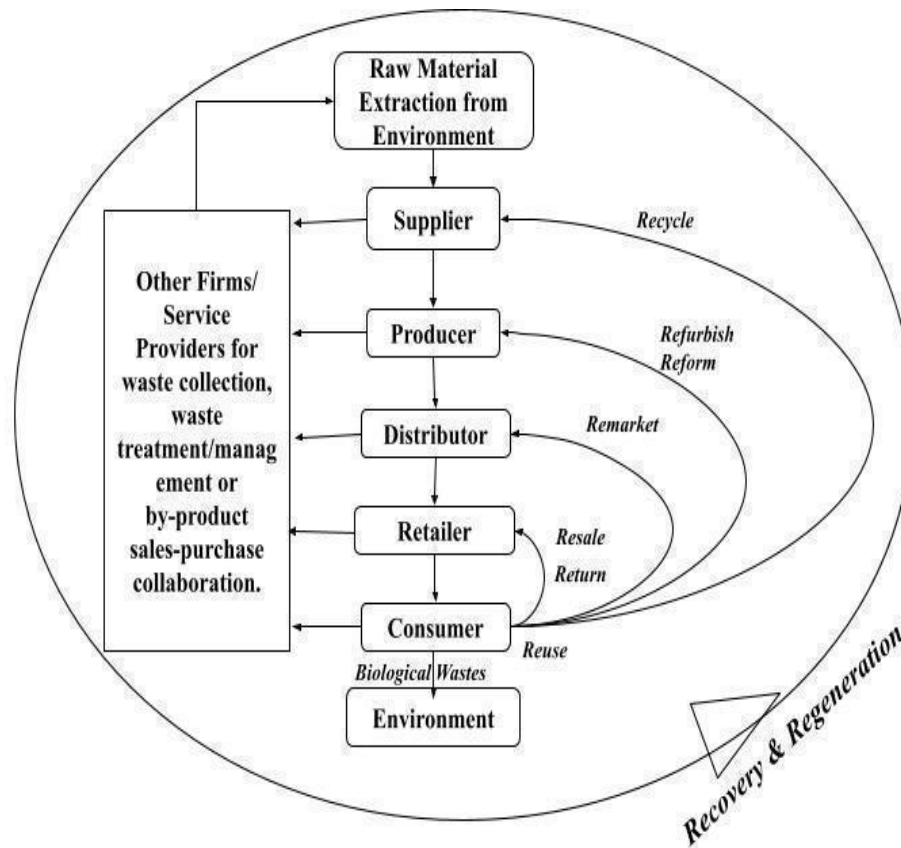 Raw Material
Extraction from
Environment
Supplier
Recycle
Other Firms/
Service
Providers for
waste collection,
waste
treatment/manag
ement or
by-product
sales-purchase
collaboration.
Producer
Refurbish
Reform
Distributor
Remarket
Retailer
Resale
Return
Consumer
Reuse
Biological Wastes
Environment
Recovery & Regeneration